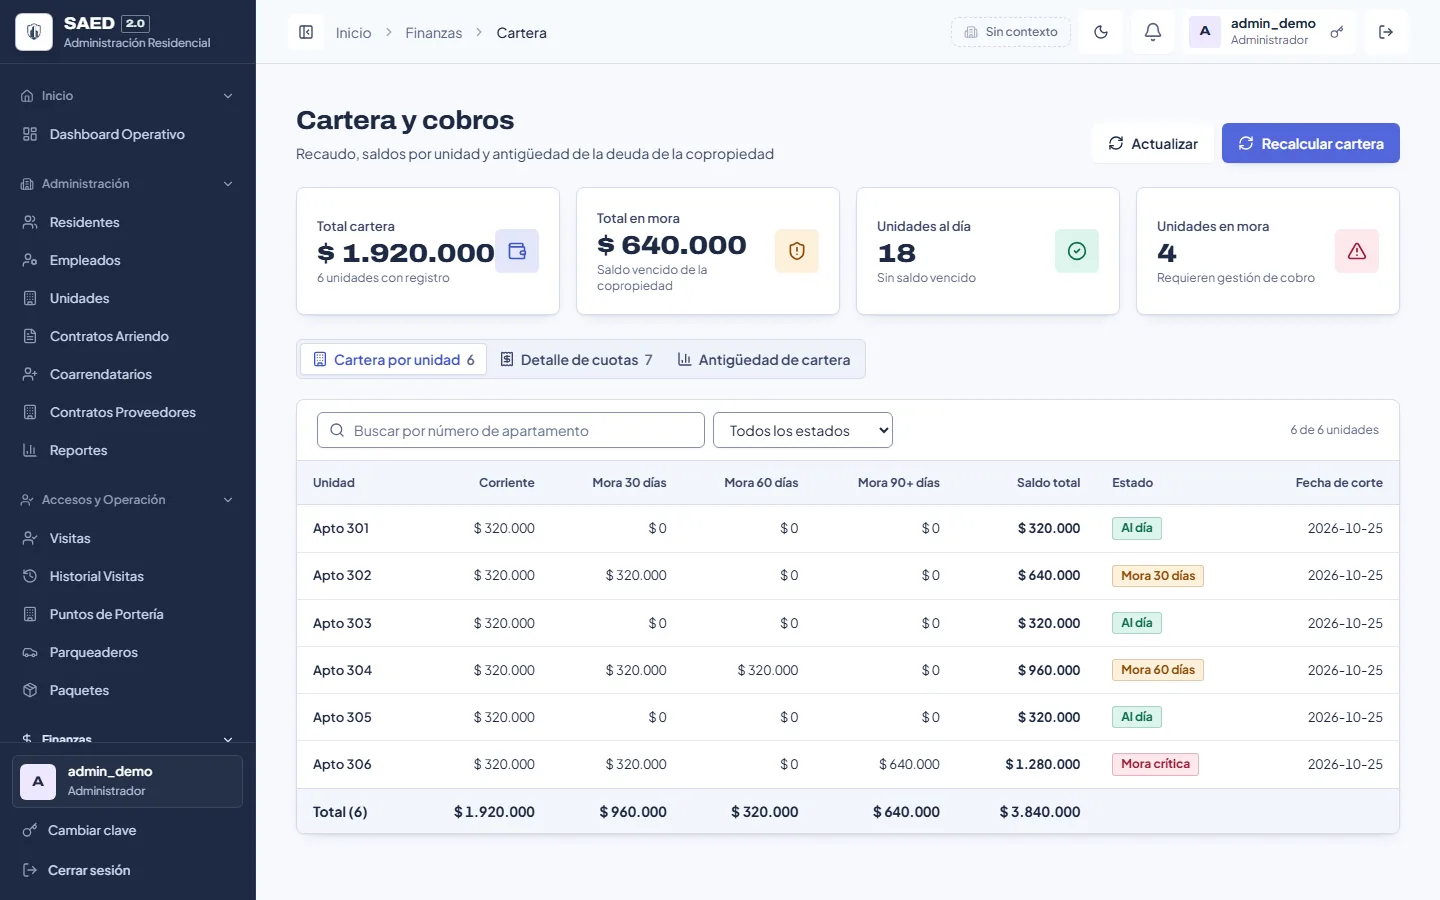 SAED 2.0
Administración Residencial
Inicio
Dashboard Operativo
Administración
Residentes
Empleados
Unidades
Contratos Arriendo
Coarrendatarios
Contratos Proveedores
Reportes
Accesos y Operación
Visitas
Historial Visitas
Puntos de Portería
Parqueaderos
Paquetes
Finanzas
A admin_demo
Administrador
Cambiar clave
Cerrar sesión
Inicio > Finanzas > Cartera
Sin contexto
A admin_demo
Administrador
Cartera y cobros
Recaudo, saldos por unidad y antigüedad de la deuda de la copropiedad
Actualizar
Recalcular cartera
Total cartera
$ 1.920.000
6 unidades con registro
Total en mora
$ 640.000
Saldo vencido de la
copropiedad
Unidades al día
18
Sin saldo vencido
Unidades en mora
4
Requieren gestión de cobro
Cartera por unidad 6
Detalle de cuotas 7
Antigüedad de cartera
Buscar por número de apartamento
Todos los estados
6 de 6 unidades
Unidad Corriente Mora 30 días Mora 60 días Mora 90+ días Saldo total Estado Fecha de corte
Apto 301 $ 320.000 $ 0 $ 0 $ 0 $ 320.000 Al día 2026-10-25
Apto 302 $ 320.000 $ 320.000 $ 0 $ 0 $ 640.000 Mora 30 días 2026-10-25
Apto 303 $ 320.000 $ 0 $ 0 $ 0 $ 320.000 Al día 2026-10-25
Apto 304 $ 320.000 $ 320.000 $ 320.000 $ 0 $ 960.000 Mora 60 días 2026-10-25
Apto 305 $ 320.000 $ 0 $ 0 $ 0 $ 320.000 Al día 2026-10-25
Apto 306 $ 320.000 $ 320.000 $ 0 $ 640.000 $ 1.280.000 Mora crítica 2026-10-25
Total (6) $ 1.920.000 $ 960.000 $ 320.000 $ 640.000 $ 3.840.000